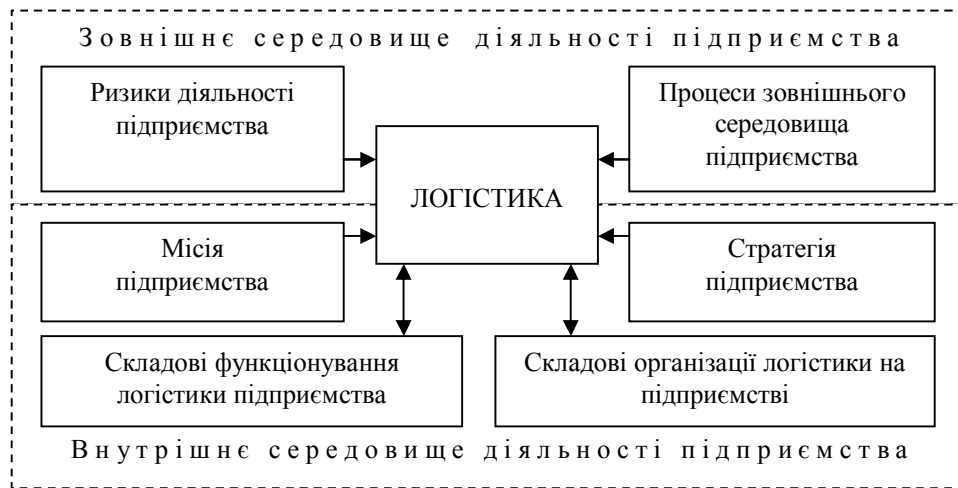 Зовнішнє середовище діяльності підприємства
Ризики діяльності
підприємства
Процеси зовнішнього
середовища
підприємства
ЛОГІСТИКА
Місія
підприємства
Стратегія
підприємства
Складові функціонування
логістики підприємства
Складові організації логістики на
підприємстві
Внутрішнє середовище діяльності підприємства